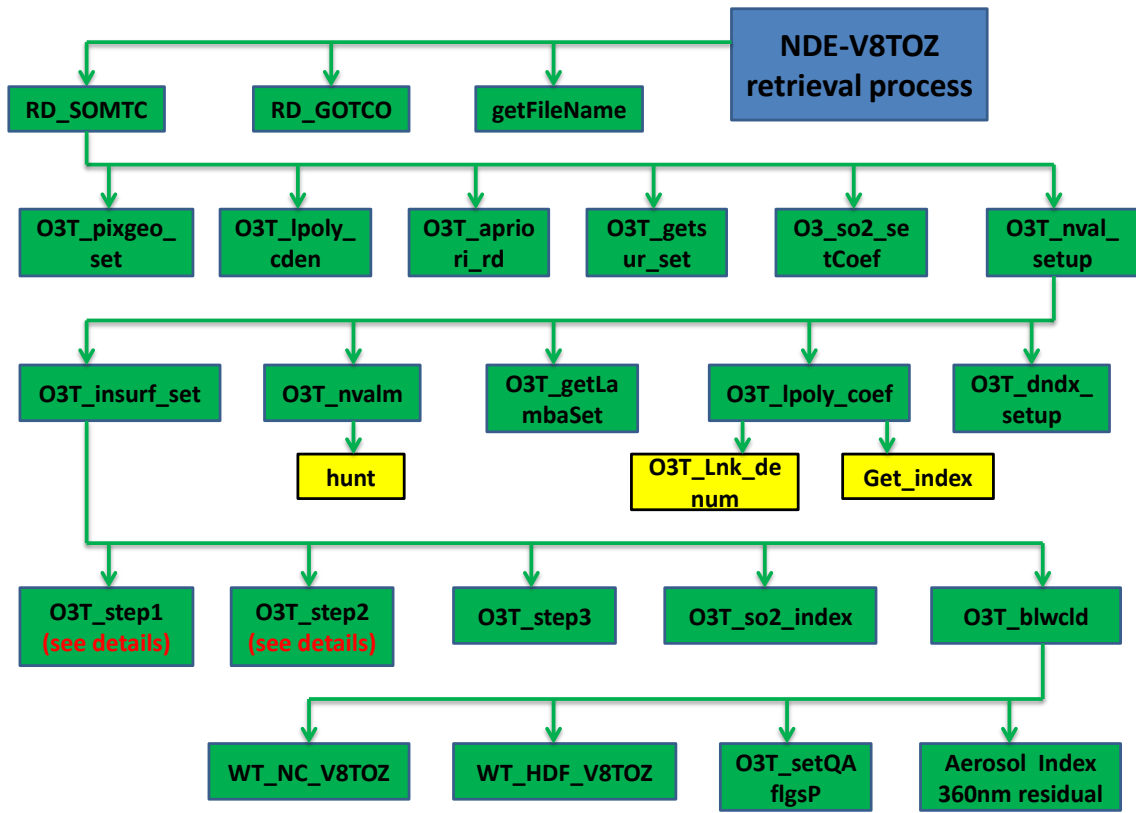 NDE-V8TOZ
retrieval process
RD_SOMTC
RD_GOTCO
getFileName
O3T_pixgeo_
set
O3T_lpoly_
cden
O3T_aprio
ri_rd
O3T_gets
ur_set
O3_so2_se
tCoef
O3T_nval_
setup
O3T_insurf_set
O3T_nvalm
O3T_getLa
mbaSet
O3T_lpoly_coef
O3T_dndx_
setup
hunt
O3T_Lnk_de
num
Get_index
O3T_step1
(see details)
O3T_step2
(see details)
O3T_step3
O3T_so2_index
O3T_blwcld
WT_NC_V8TOZ
WT_HDF_V8TOZ
O3T_setQA
flgsP
Aerosol Index
360nm residual